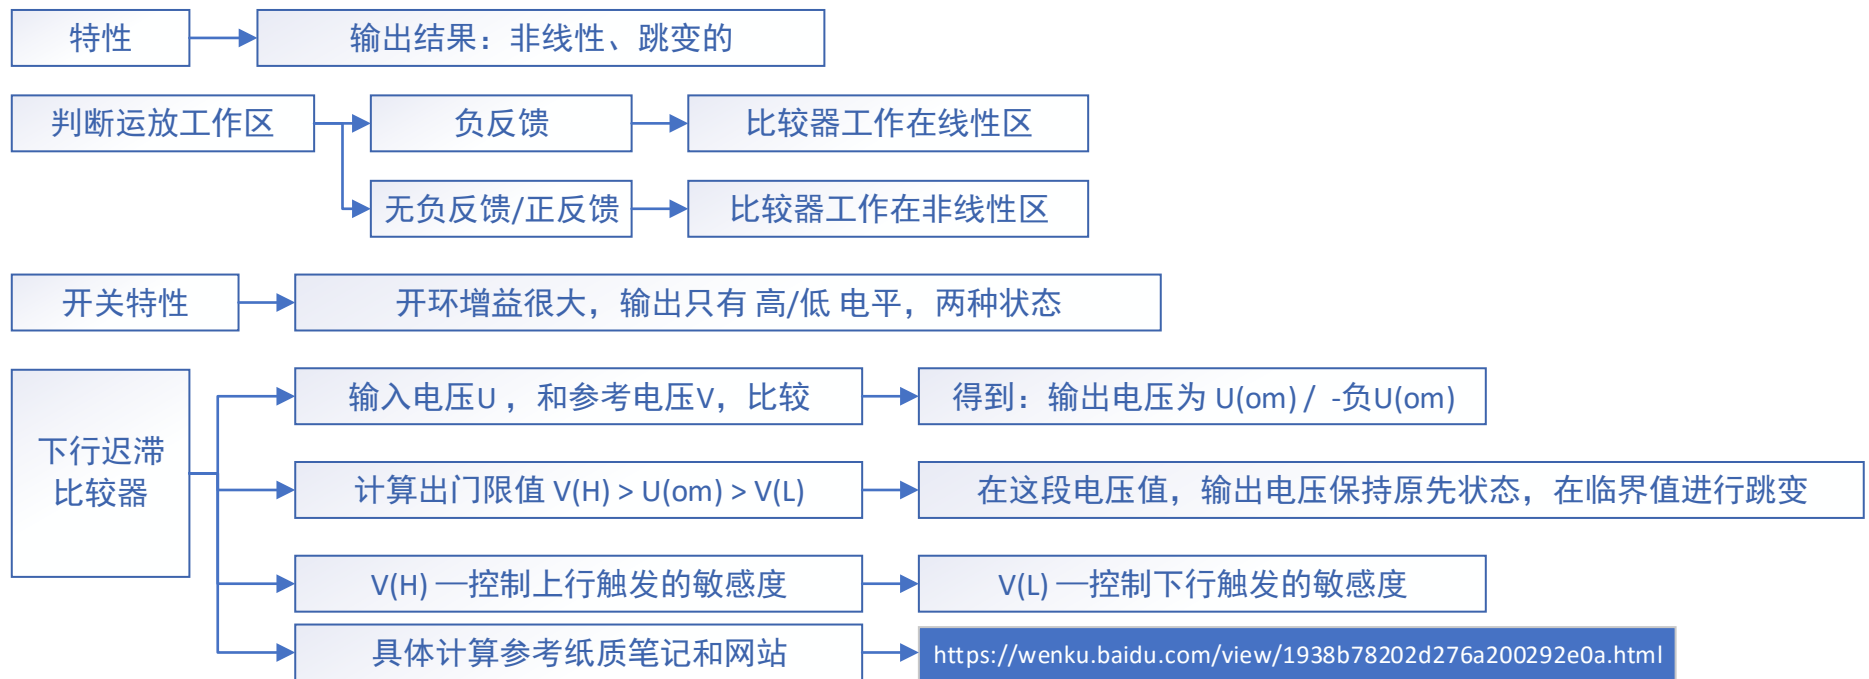 特性
输出结果：非线性、跳变的
判断运放工作区
负反馈
比较器工作在线性区
无负反馈/正反馈
比较器工作在非线性区
开关特性
开环增益很大，输出只有 高/低 电平，两种状态
下行迟滞
比较器
输入电压U ，和参考电压V，比较
得到：输出电压为 U(om) / -负U(om)
计算出门限值 V(H) > U(om) > V(L)
在这段电压值，输出电压保持原先状态，在临界值进行跳变
V(H) —控制上行触发的敏感度
V(L) —控制下行触发的敏感度
具体计算参考纸质笔记和网站
https://wenku.baidu.com/view/1938b78202d276a200292e0a.html